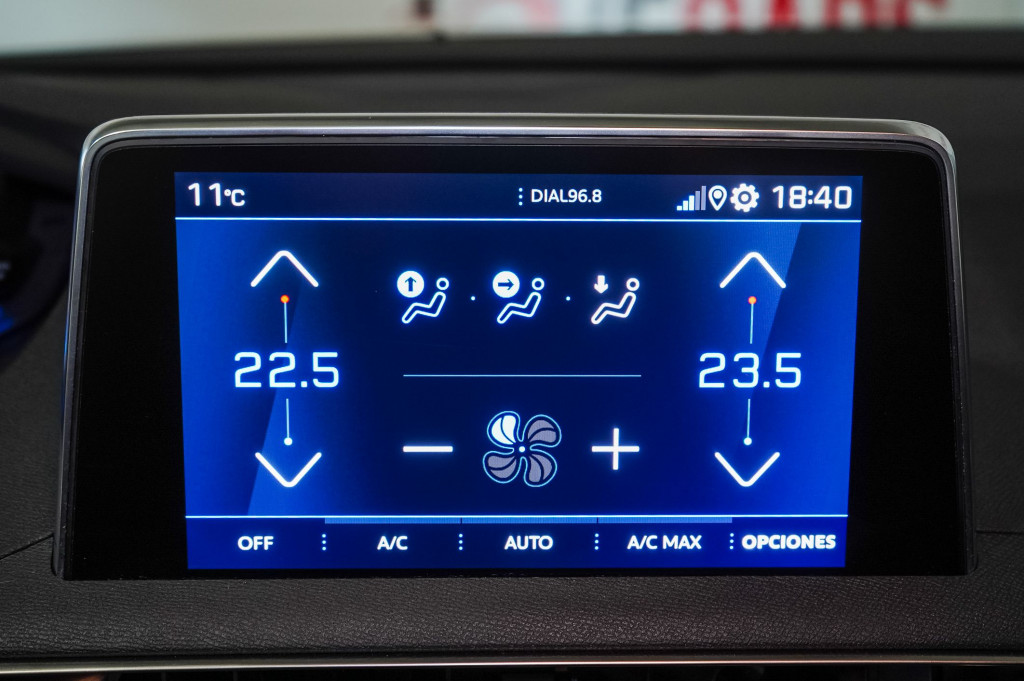 11°C
DIAL96.8
18:40
22.5
23.5
OFF
A/C
AUTO
A/C MAX
OPCIONES